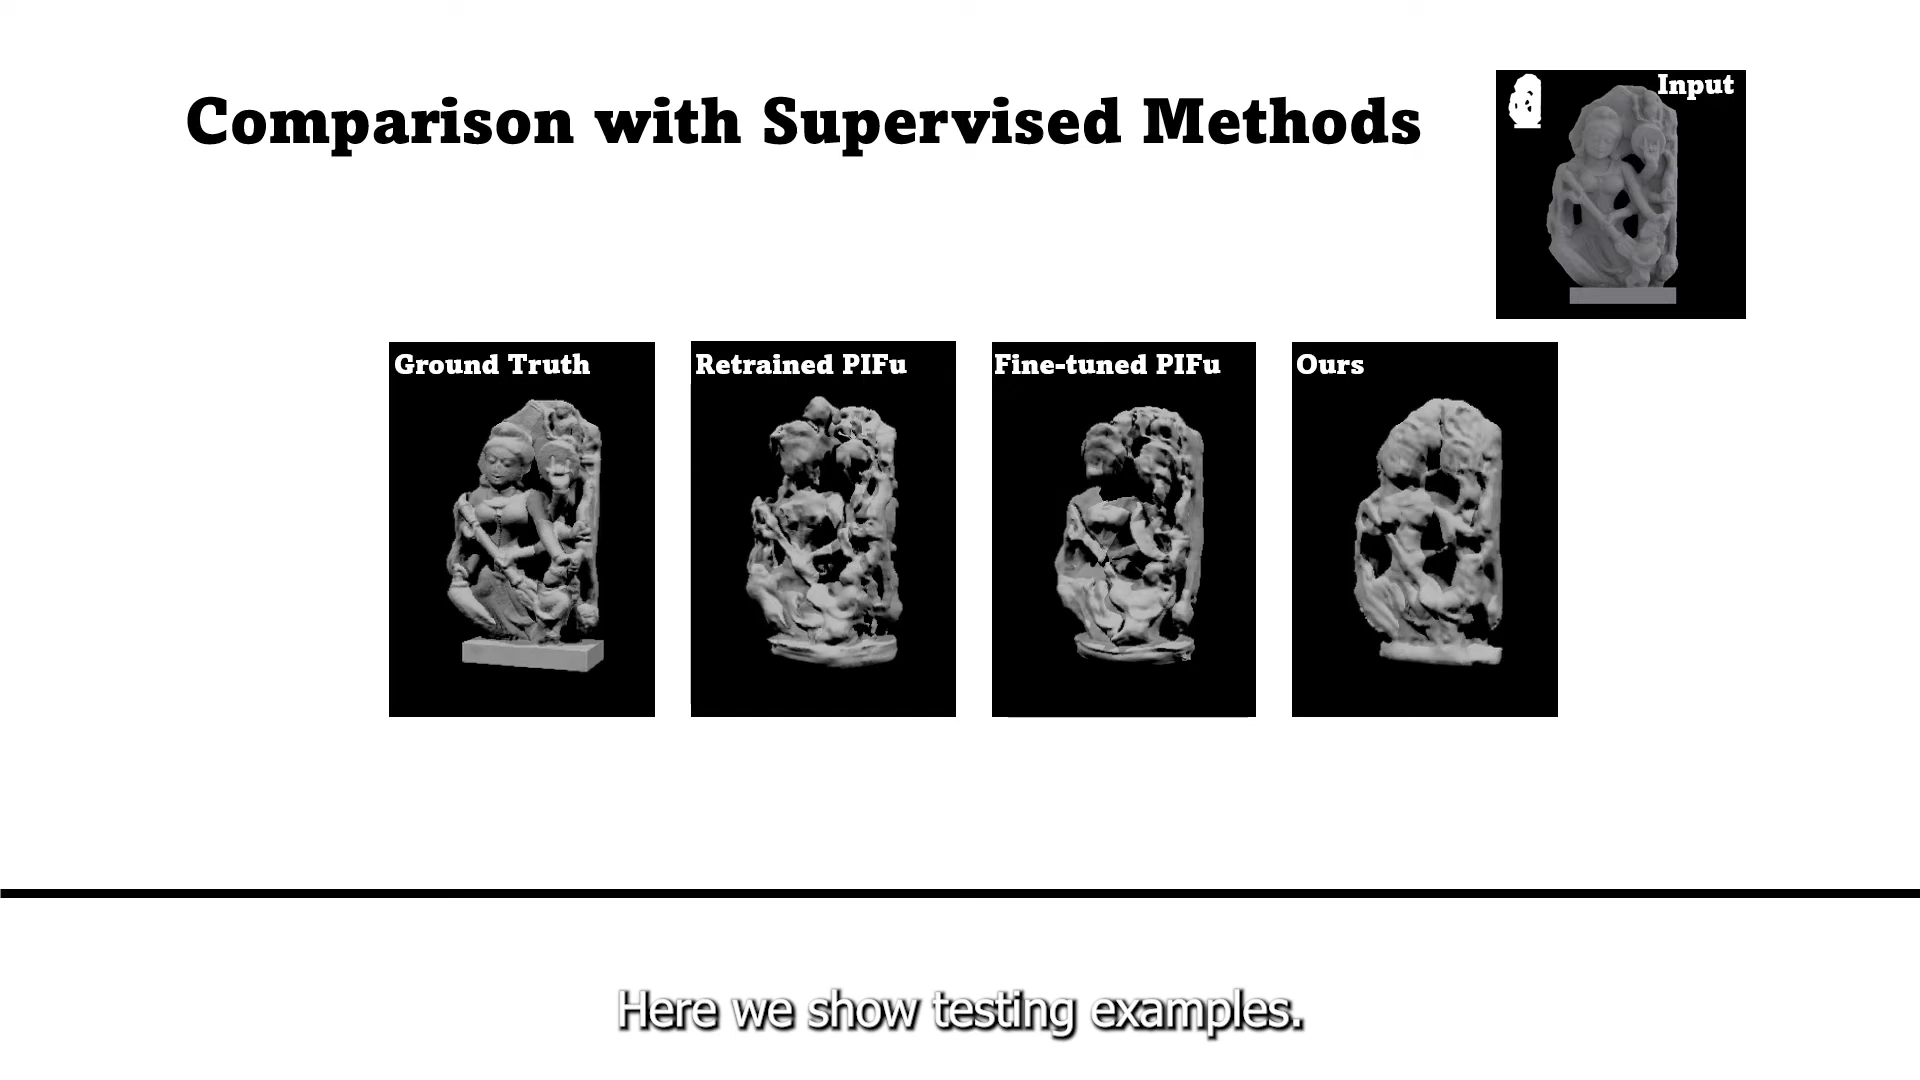 Comparison with Supervised Methods
Input
Ground Truth
Retrained PIFu
Fine-tuned PIFu
Ours
Here we show testing examples.